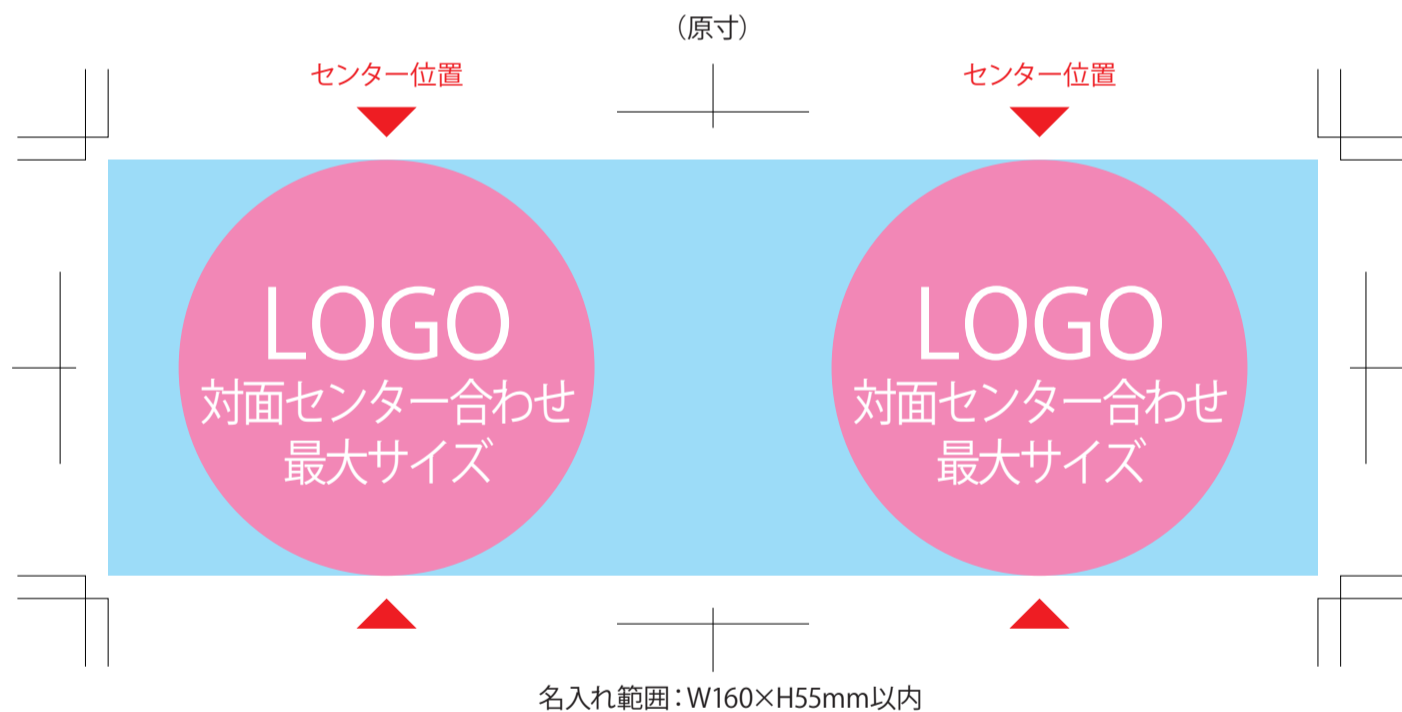 （原寸）
センター位置
センター位置
LOGO
対面センター合わせ
最大サイズ
LOGO
対面センター合わせ
最大サイズ
名入れ範囲：W160×H55mm以内